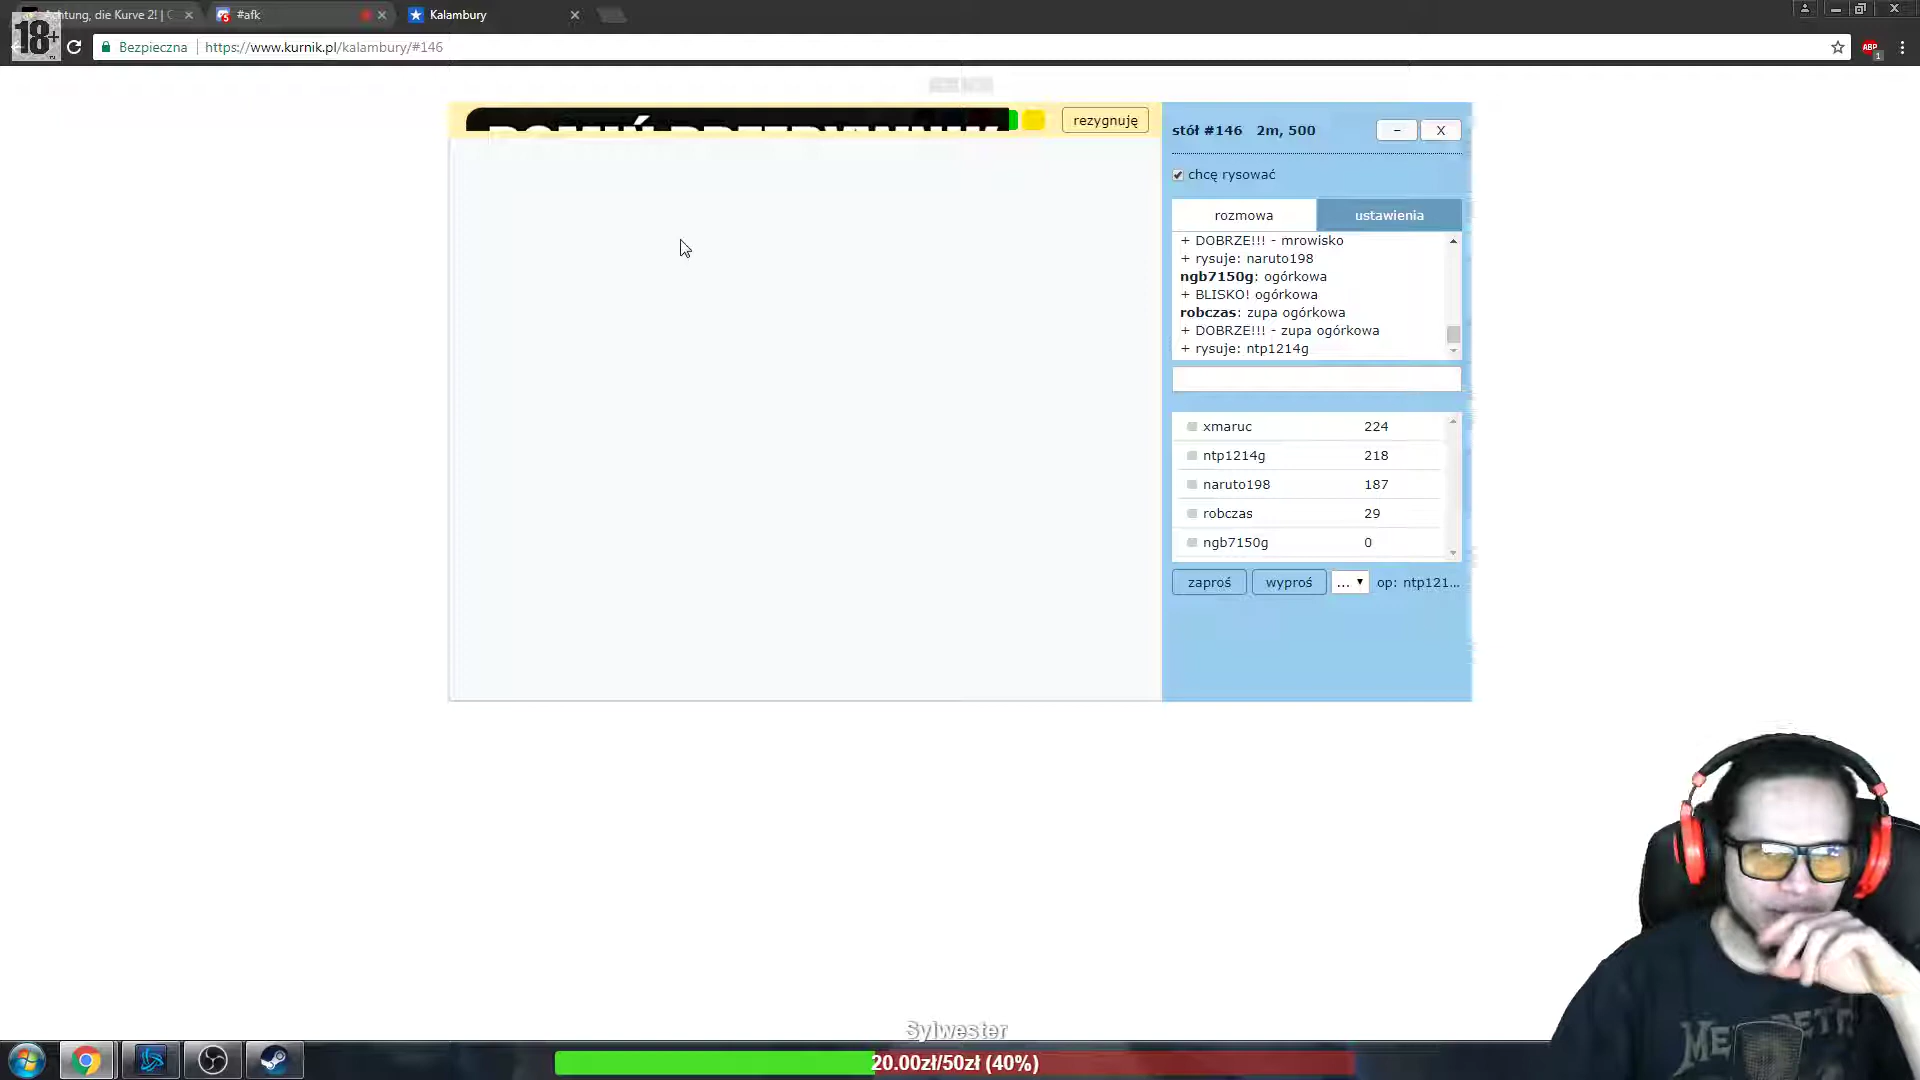 Achtung, die Kurve 2! |
#afk
Kalambury
18+
Bezpieczna
https://www.kurnik.pl/kalambury/#146
ABP
1
rezygnuję
stół #146 2m, 500
– X
chcę rysować
rozmowa ustawienia
+ DOBRZE!!! - mrowisko
+ rysuje: naruto198
ngb7150g: ogórkowa
+ BLISKO! ogórkowa
robczas: zupa ogórkowa
+ DOBRZE!!! - zupa ogórkowa
+ rysuje: ntp1214g
xmaruc 224
ntp1214g 218
naruto198 187
robczas 29
ngb7150g 0
zaproś wyproś ... op: ntp121...
Sylwester
20.00zł/50zł (40%)